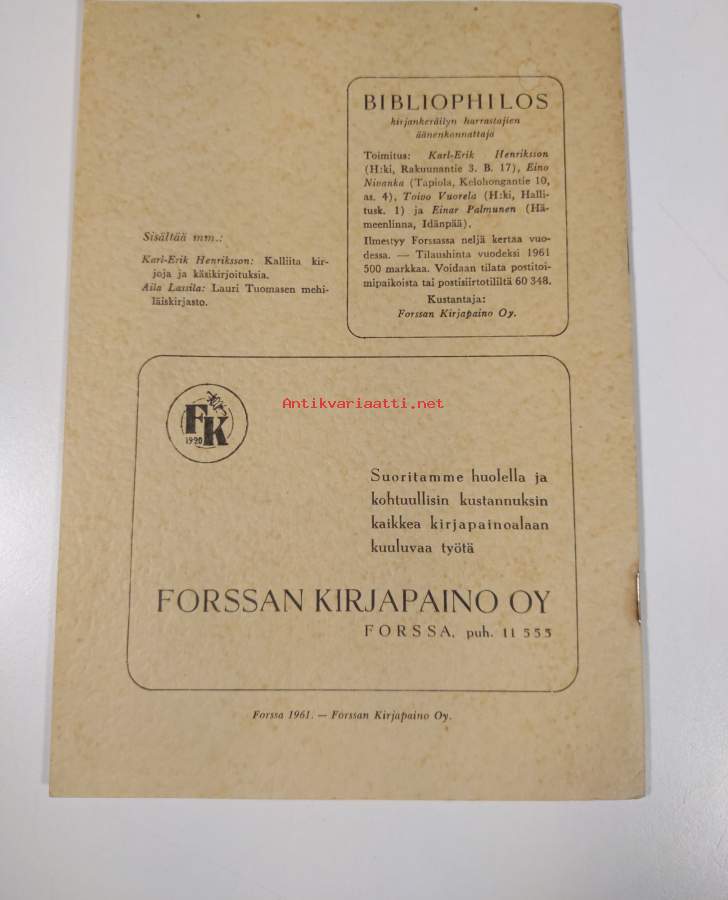 BIBLIOPHILOS
kirjankeräilyn harrastajien
äänenkannattaja
Toimitus: Karl-Erik Henriksson
(H:ki, Rakuunantie 3. B. 17), Eino
Nivanka (Tapiola, Kelohongantie 10,
as. 4), Toivo Vuorela (H:ki, Halli-
tusk. 1) ja Einar Palmunen (Hä-
meenlinna, Idänpää).
Ilmestyy Forssassa neljä kertaa vuo-
dessa. — Tilaushinta vuodeksi 1961
500 markkaa. Voidaan tilata postitoi-
mipaikoista tai postisiirtotililtä 60 348.
Kustantaja:
Forssan Kirjapaino Oy.
Sisältää mm.:
Karl-Erik Henriksson: Kalliita kir-
joja ja käsikirjoituksia.
Aila Lassila: Lauri Tuomasen mehi-
läiskirjasto.
FK
1920
Antikvariaatti.net
Suoritamme huolella ja
kohtuullisin kustannuksin
kaikkea kirjapainoalaan
kuuluvaa työtä
FORSSAN KIRJAPAINO OY
FORSSA, puh. 11 555
Forssa 1961. — Forssan Kirjapaino Oy.